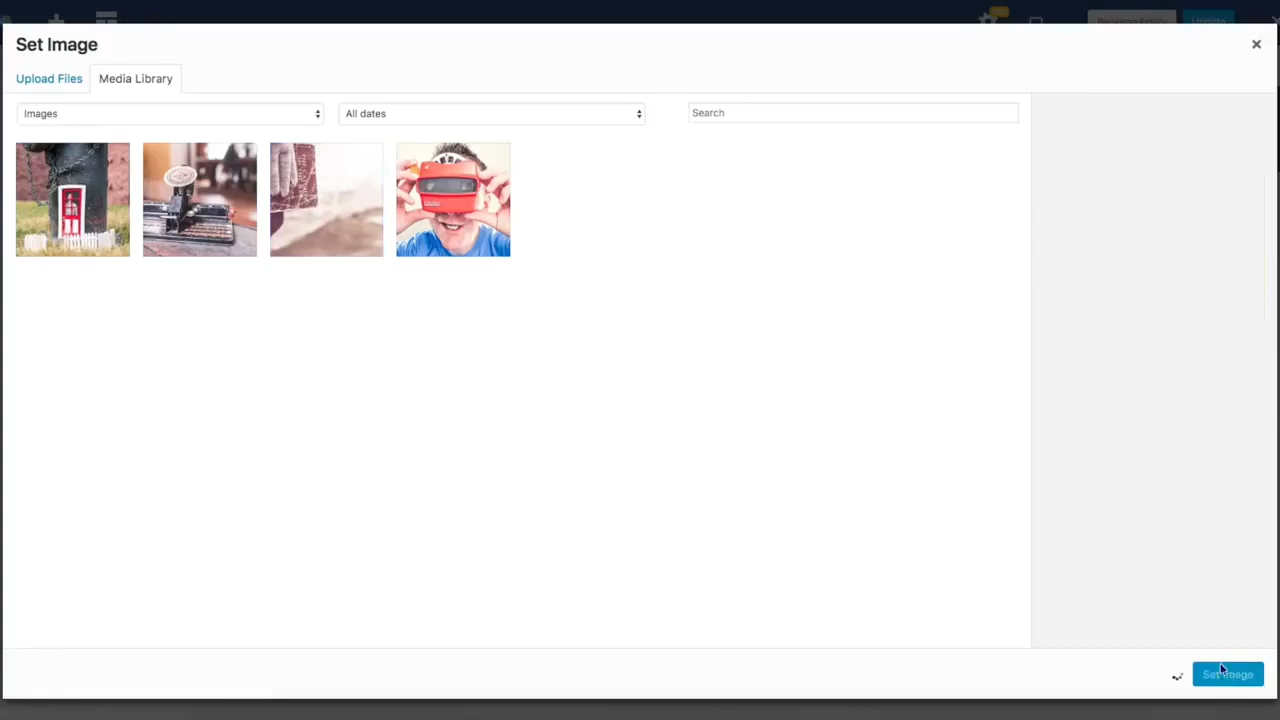 Set Image
Upload Files
Media Library
Images
All dates
Search
Set Image